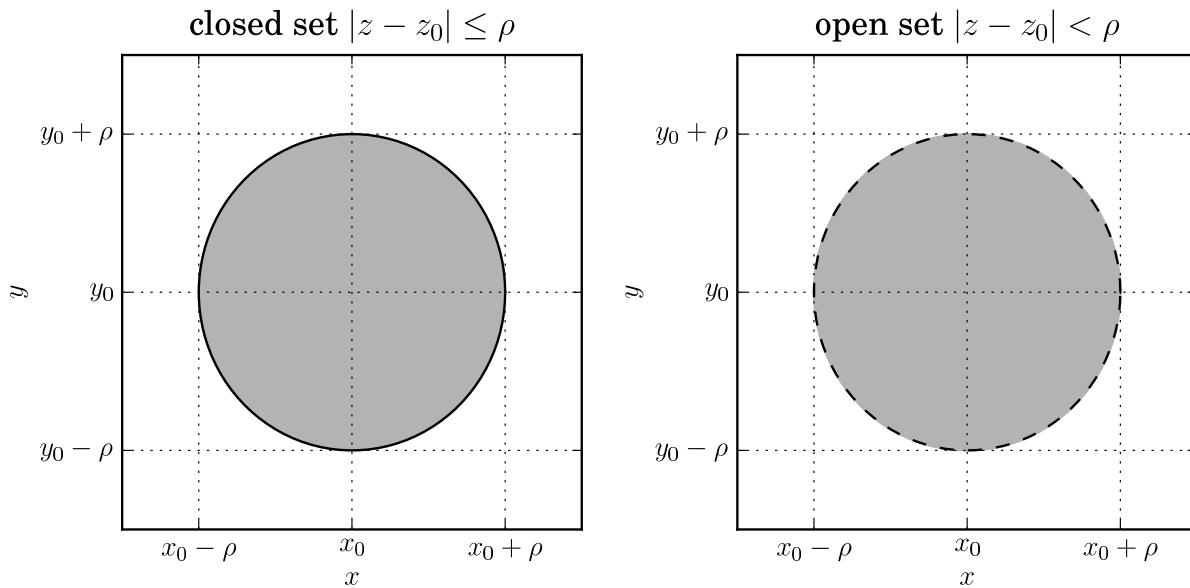 closed set |z − z₀| ≤ ρ
y₀ + ρ
y₀
y₀ − ρ
y
x₀ − ρ
x₀
x₀ + ρ
x
open set |z − z₀| < ρ
y₀ + ρ
y₀
y₀ − ρ
y
x₀ − ρ
x₀
x₀ + ρ
x